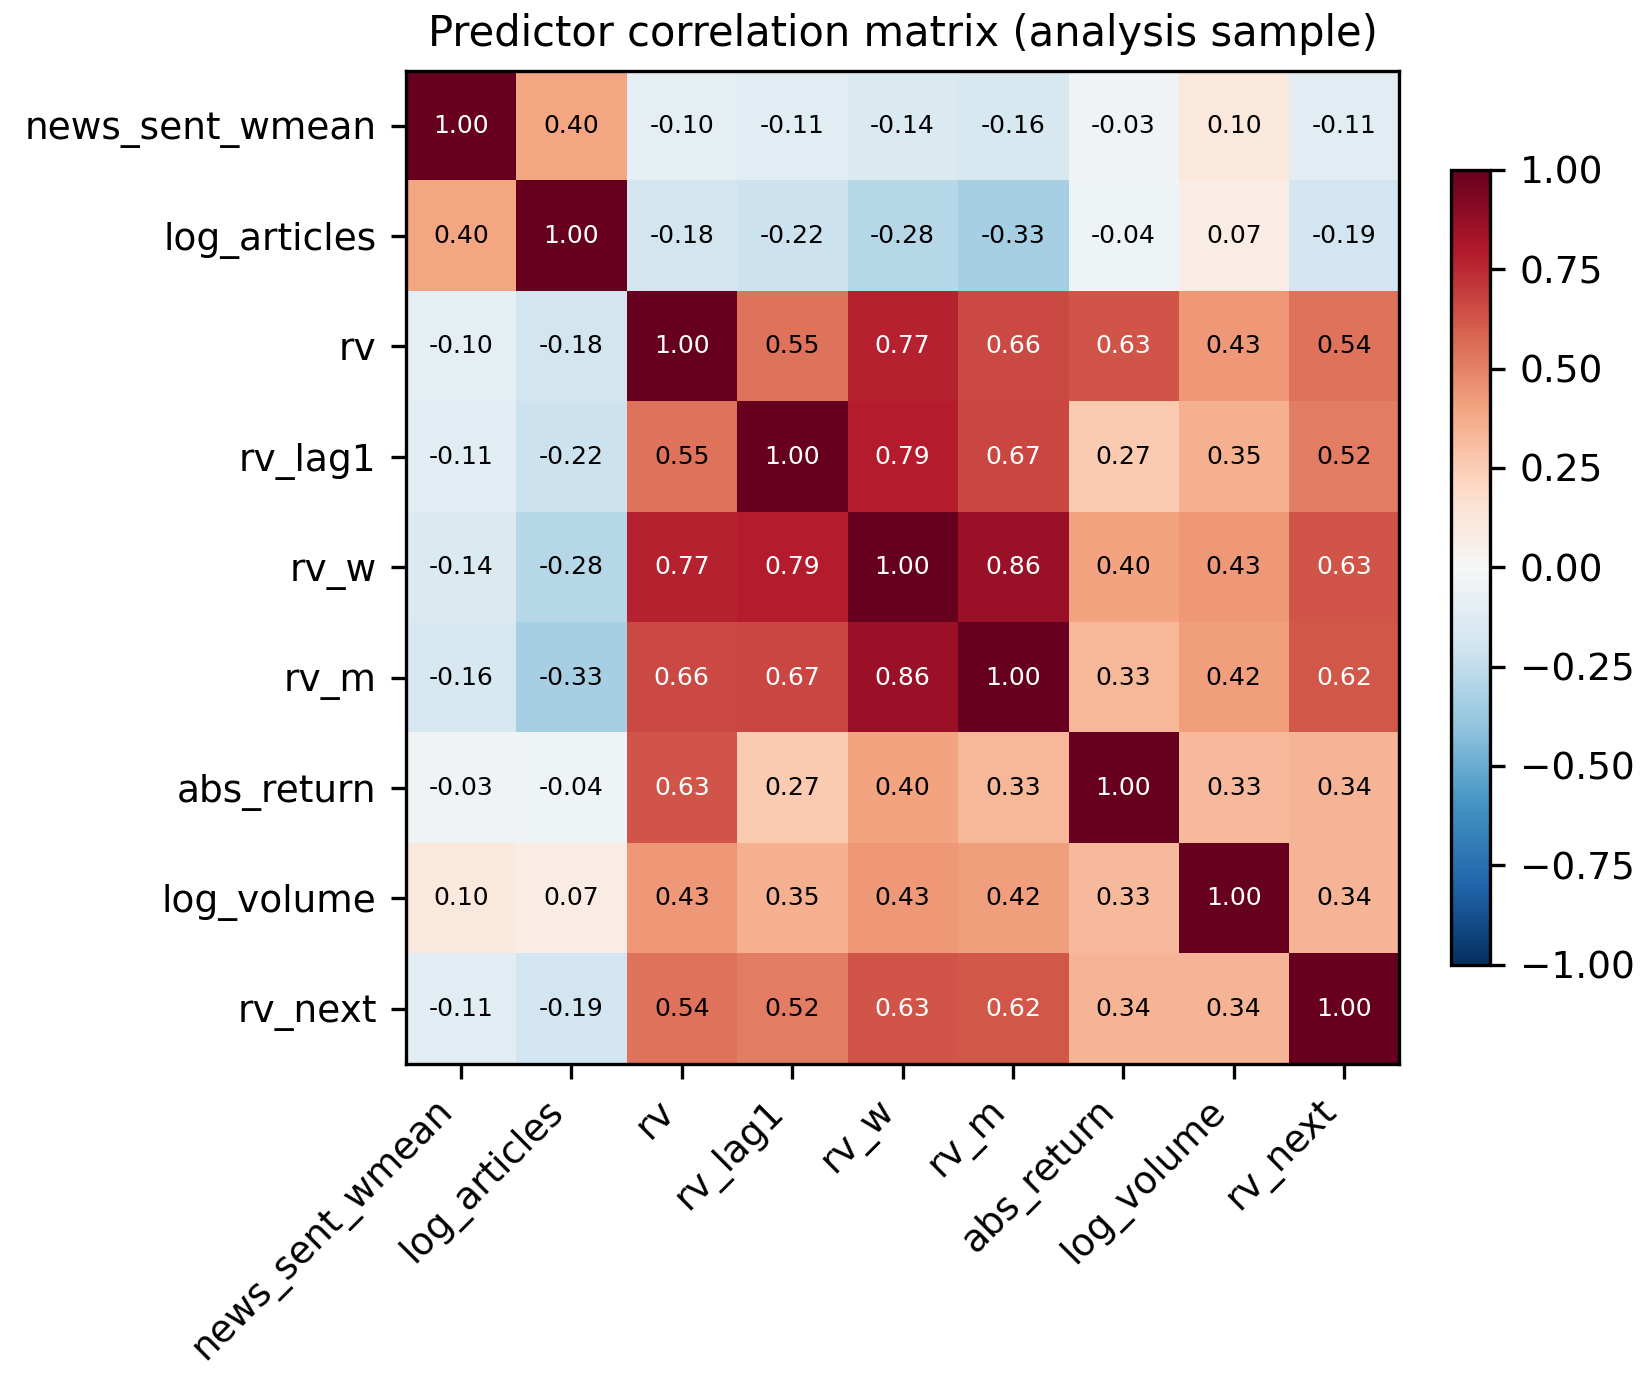 Predictor correlation matrix (analysis sample)
news_sent_wmean 1.00 0.40 -0.10 -0.11 -0.14 -0.16 -0.03 0.10 -0.11
log_articles 0.40 1.00 -0.18 -0.22 -0.28 -0.33 -0.04 0.07 -0.19
rv -0.10 -0.18 1.00 0.55 0.77 0.66 0.63 0.43 0.54
rv_lag1 -0.11 -0.22 0.55 1.00 0.79 0.67 0.27 0.35 0.52
rv_w -0.14 -0.28 0.77 0.79 1.00 0.86 0.40 0.43 0.63
rv_m -0.16 -0.33 0.66 0.67 0.86 1.00 0.33 0.42 0.62
abs_return -0.03 -0.04 0.63 0.27 0.40 0.33 1.00 0.33 0.34
log_volume 0.10 0.07 0.43 0.35 0.43 0.42 0.33 1.00 0.34
rv_next -0.11 -0.19 0.54 0.52 0.63 0.62 0.34 0.34 1.00
news_sent_wmean
log_articles
rv
rv_lag1
rv_w
rv_m
abs_return
log_volume
rv_next
1.00
0.75
0.50
0.25
0.00
−0.25
−0.50
−0.75
−1.00